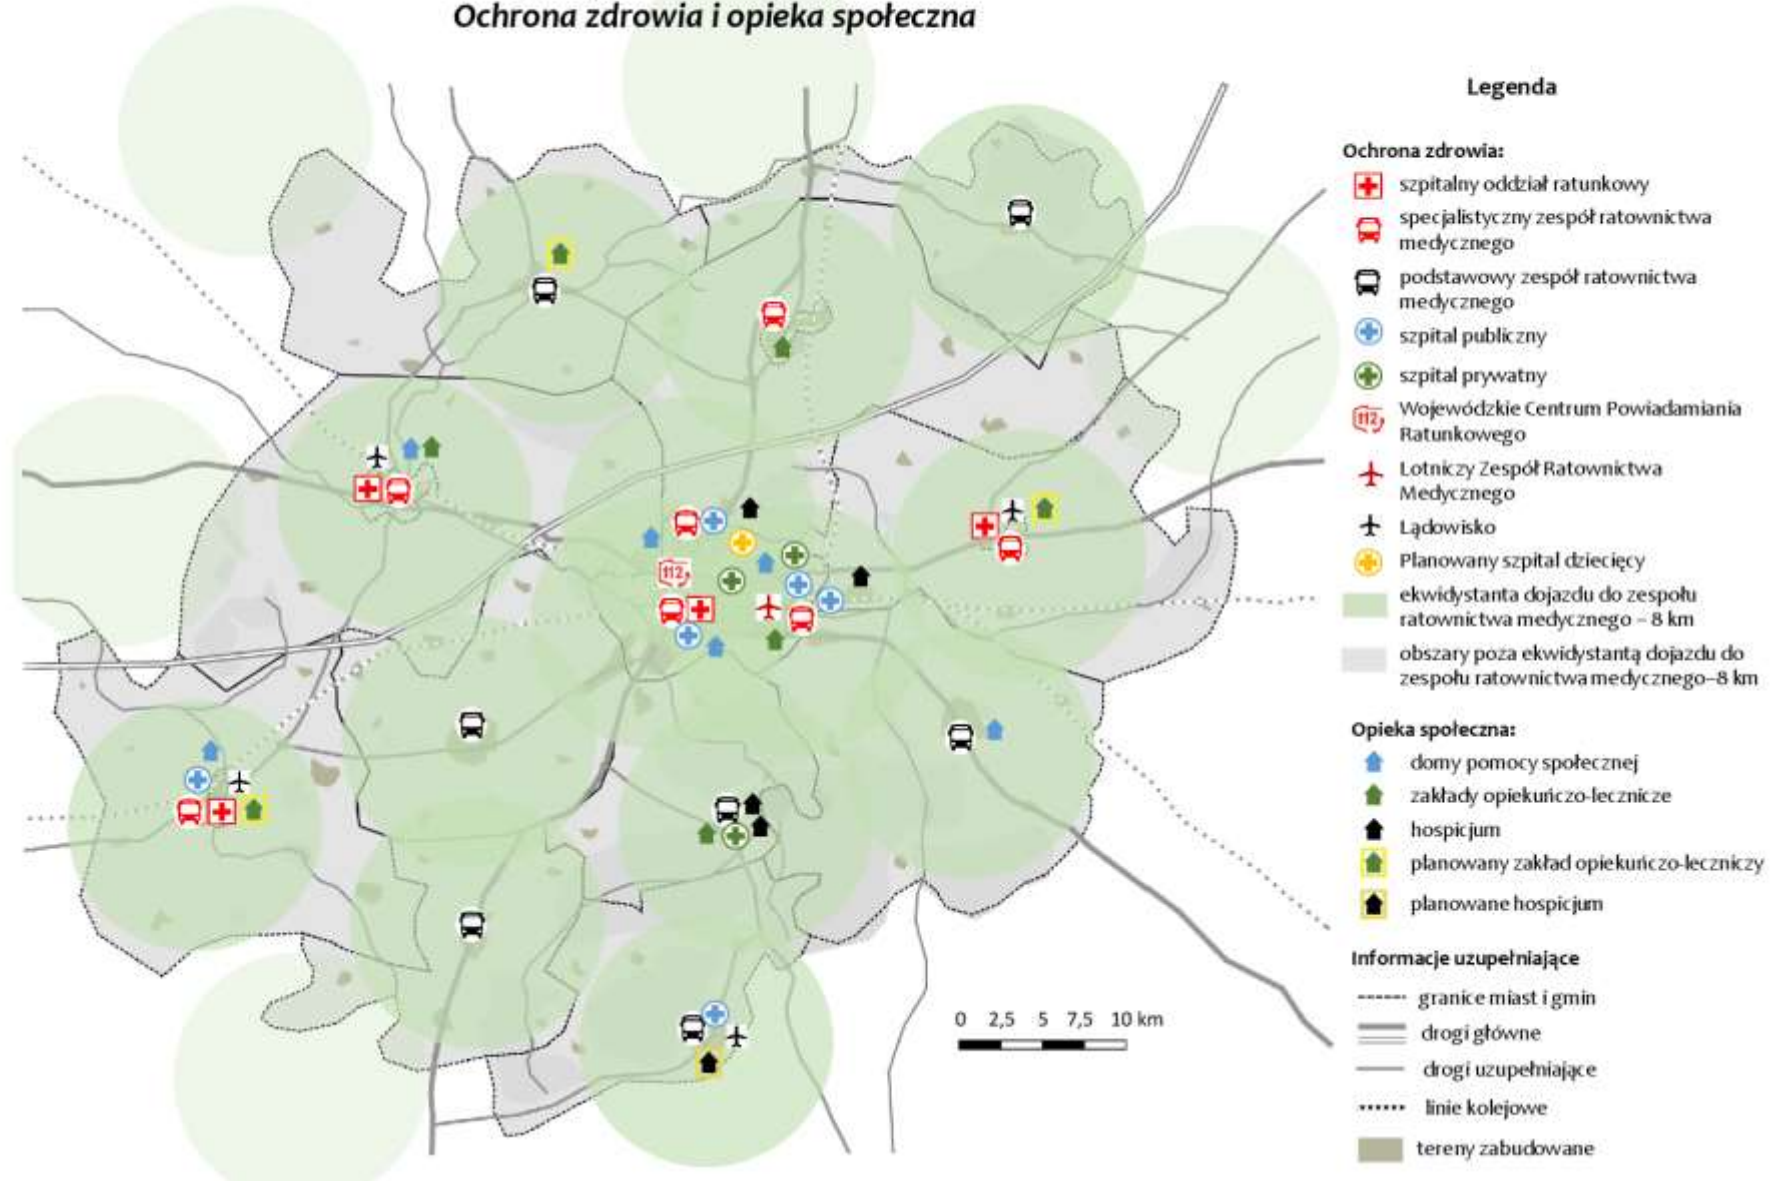 Ochrona zdrowia i opieka społeczna
Legenda
Ochrona zdrowia:
szpitalny oddział ratunkowy
specjalistyczny zespół ratownictwa
medycznego
podstawowy zespół ratownictwa
medycznego
szpital publiczny
szpital prywatny
112
Wojewódzkie Centrum Powiadamiania
Ratunkowego
Lotniczy Zespół Ratownictwa
Medycznego
Lądowisko
Planowany szpital dziecięcy
ekwidystanta dojazdu do zespołu
ratownictwa medycznego – 8 km
obszary poza ekwidystantą dojazdu do
zespołu ratownictwa medycznego–8 km
Opieka społeczna:
domy pomocy społecznej
zakłady opiekuńczo-lecznicze
hospicjum
planowany zakład opiekuńczo-leczniczy
planowane hospicjum
Informacje uzupełniające
granice miast i gmin
drogi główne
drogi uzupełniające
linie kolejowe
tereny zabudowane
112
0 2,5 5 7,5 10 km